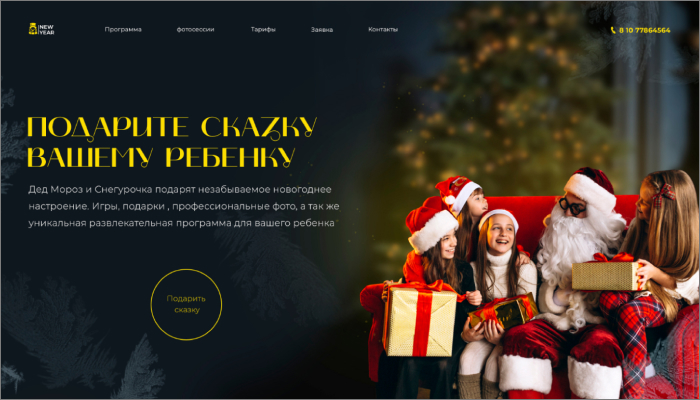 NEW
YEAR
Программа
фотосессии
Тарифы
Заявка
Контакты
8 10 77864564
ПОДАРИТЕ СКАЗКУ
ВАШЕМУ РЕБЕНКУ
Дед Мороз и Снегурочка подарят незабываемое новогоднее
настроение. Игры, подарки , профессиональные фото, а так же
уникальная развлекательная программа для вашего ребенка
Подарить
сказку